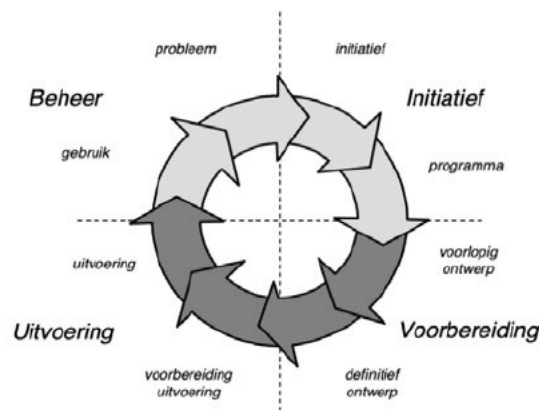 probleem
initiatief
Beheer
Initiatief
gebruik
programma
uitvoering
voorlopig
ontwerp
Uitvoering
Voorbereiding
voorbereiding
uitvoering
definitief
ontwerp